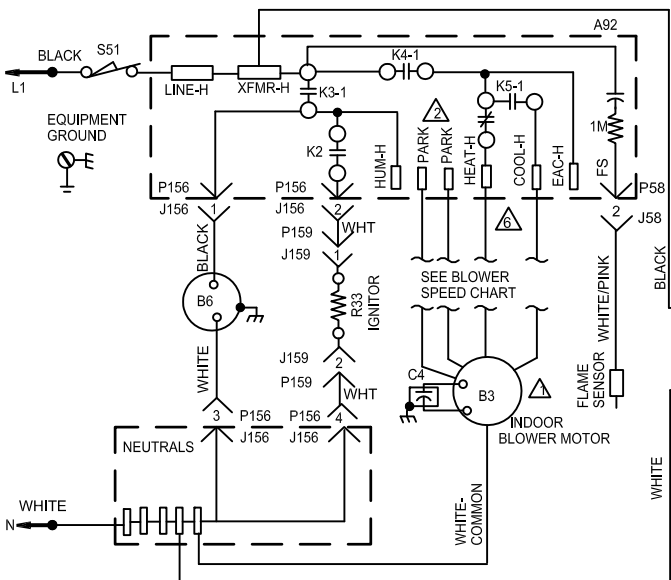 A92
BLACK
S51
K4-1
L1
LINE-H
XFMR-H
K3-1
K5-1
EQUIPMENT
GROUND
2
1M
K2
HUM-H
PARK
PARK
HEAT-H
COOL-H
EAC-H
FS
P156
P156
P58
J156
1
J156
2
6
2
J58
P159
WHT
J159
1
BLACK
SEE BLOWER
SPEED CHART
WHITE/PINK
BLACK
B6
R33
IGNITOR
WHITE
J159
2
P159
WHT
C4
B3
1
FLAME
SENSOR
3
P156
P156
4
J156
J156
INDOOR
BLOWER MOTOR
NEUTRALS
WHITE
N
WHITE-
COMMON
WHITE